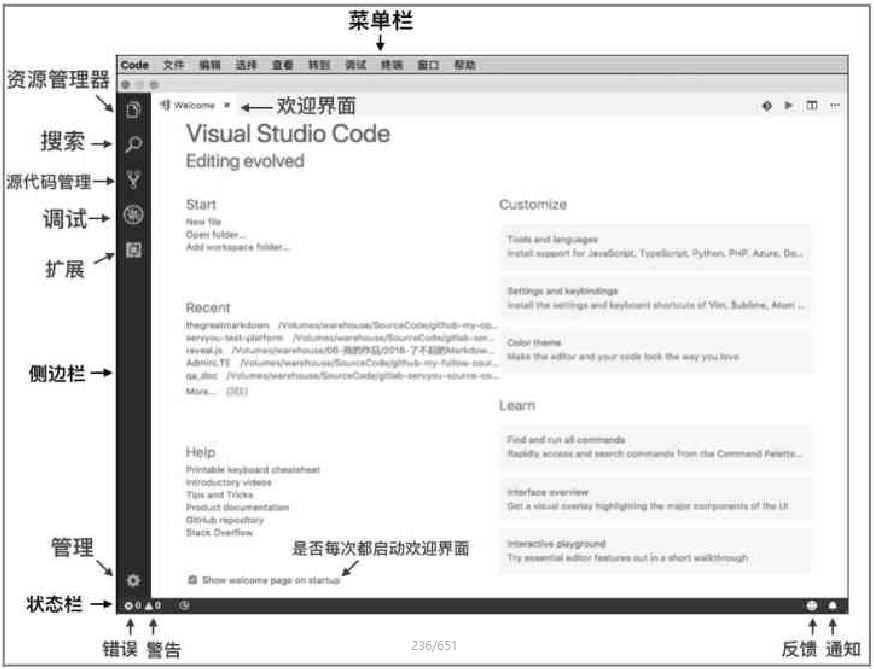 菜单栏
Code 文件 编辑 选择 查看 转到 调试 终端 窗口 帮助
资源管理器
Welcome
欢迎界面
Visual Studio Code
Editing evolved
搜索
源代码管理
调试
扩展
侧边栏
管理
状态栏
Start
New file
Open folder...
Add workspace folder...
Recent
thegreatmarkdown /Volumes/warehouse/SourceCode/github-my-op...
servyou-test-platform /Volumes/warehouse/SourceCode/gitlab-ser...
reveal.js /Volumes/warehouse/06-我的作品/2018-了不起的Markdow...
AdminLTE /Volumes/warehouse/SourceCode/github-my-follow-sour...
qa_doc /Volumes/warehouse/SourceCode/gitlab-servyou-source-co...
More...
Help
Printable keyboard cheatsheet
Introductory videos
Tips and Tricks
Product documentation
GitHub repository
Stack Overflow
是否每次都启动欢迎界面
Show welcome page on startup
Customize
Tools and languages
Install support for JavaScript, TypeScript, Python, PHP, Azure, Do...
Settings and keybindings
Install the settings and keyboard shortcuts of Vim, Sublime, Atom ...
Color theme
Make the editor and your code look the way you love
Learn
Find and run all commands
Rapidly access and search commands from the Command Palette...
Interface overview
Get a visual overlay highlighting the major components of the UI
Interactive playground
Try essential editor features out in a short walkthrough
0 0
错误 警告
236/651
反馈 通知